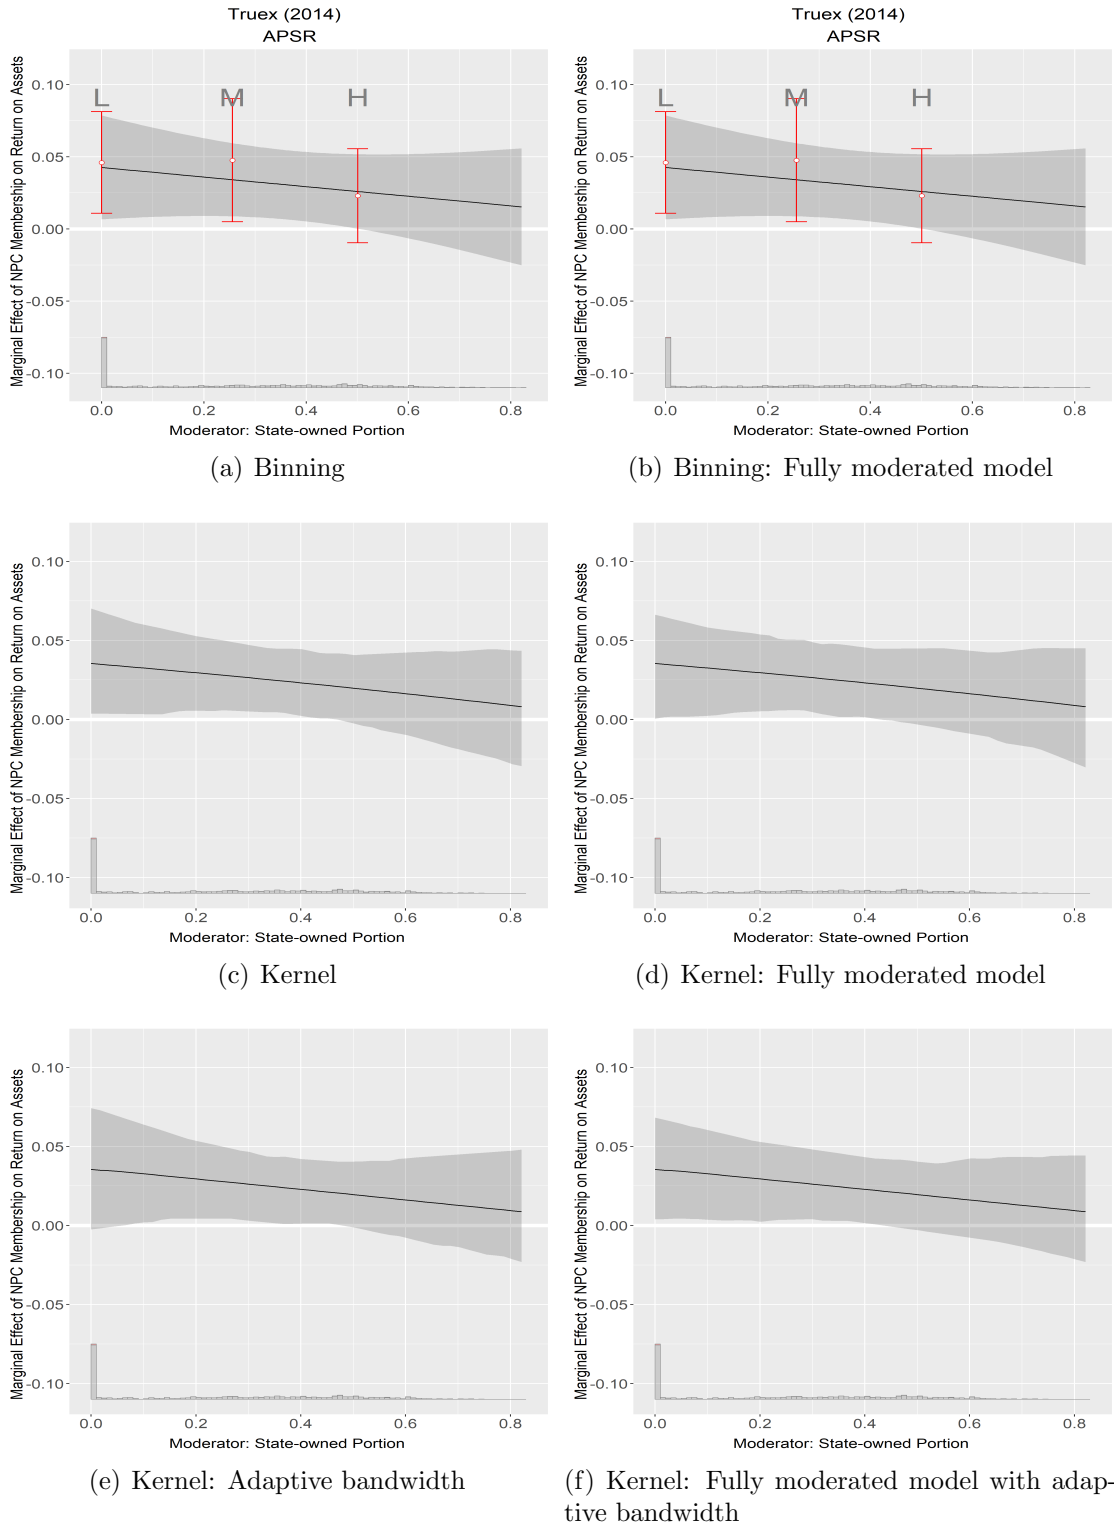 Truex (2014)
APSR
Marginal Effect of NPC Membership on Return on Assets
0.10
0.05
0.00
-0.05
-0.10
L
M
H
0.0 0.2 0.4 0.6 0.8
Moderator: State-owned Portion
(a) Binning
Truex (2014)
APSR
Marginal Effect of NPC Membership on Return on Assets
0.10
0.05
0.00
-0.05
-0.10
L
M
H
0.0 0.2 0.4 0.6 0.8
Moderator: State-owned Portion
(b) Binning: Fully moderated model
Marginal Effect of NPC Membership on Return on Assets
0.10
0.05
0.00
-0.05
-0.10
0.0 0.2 0.4 0.6 0.8
Moderator: State-owned Portion
(c) Kernel
Marginal Effect of NPC Membership on Return on Assets
0.10
0.05
0.00
-0.05
-0.10
0.0 0.2 0.4 0.6 0.8
Moderator: State-owned Portion
(d) Kernel: Fully moderated model
Marginal Effect of NPC Membership on Return on Assets
0.10
0.05
0.00
-0.05
-0.10
0.0 0.2 0.4 0.6 0.8
Moderator: State-owned Portion
(e) Kernel: Adaptive bandwidth
Marginal Effect of NPC Membership on Return on Assets
0.10
0.05
0.00
-0.05
-0.10
0.0 0.2 0.4 0.6 0.8
Moderator: State-owned Portion
(f) Kernel: Fully moderated model with adap-
tive bandwidth